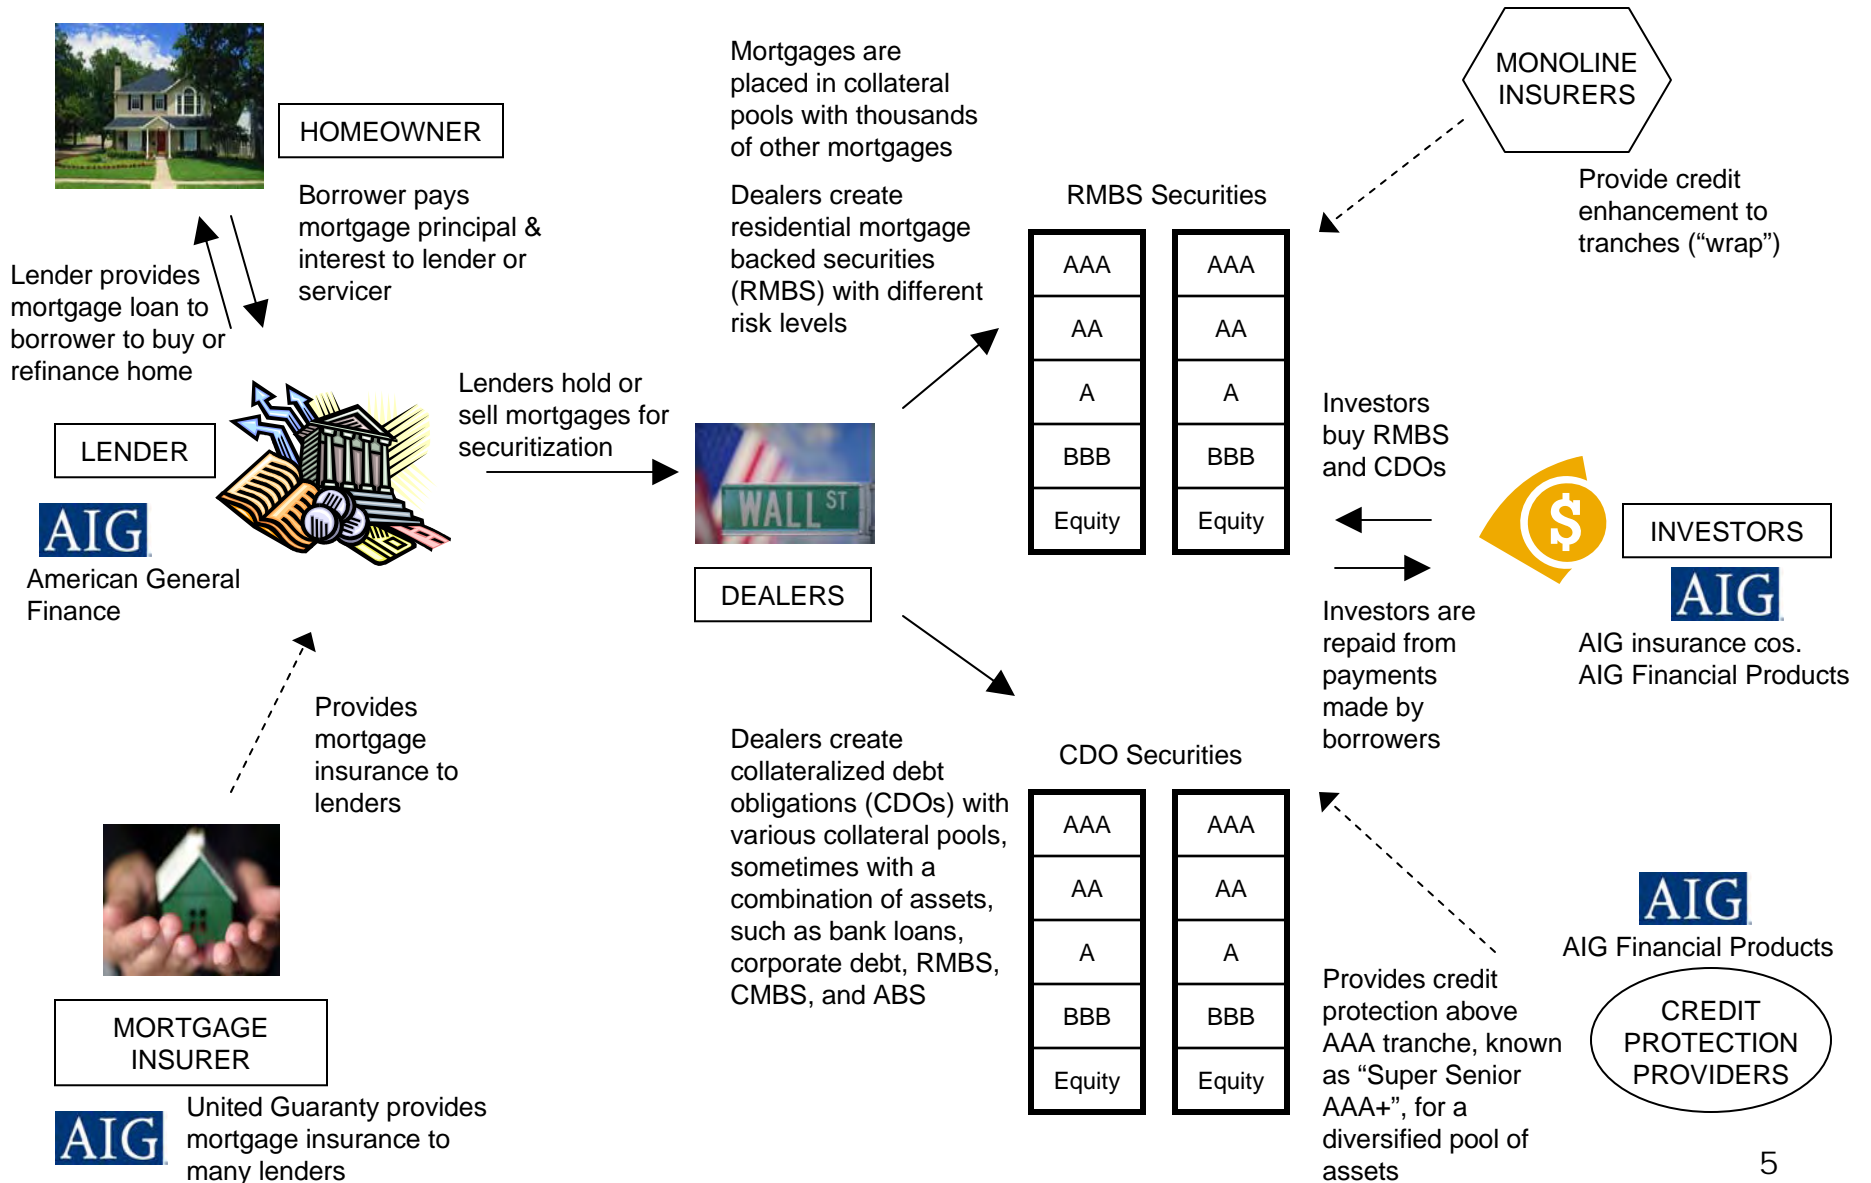 HOMEOWNER
Borrower pays
mortgage principal &
interest to lender or
servicer
Lender provides
mortgage loan to
borrower to buy or
refinance home
LENDER
AIG
American General
Finance
Lenders hold or
sell mortgages for
securitization
Provides
mortgage
insurance to
lenders
MORTGAGE
INSURER
AIG
United Guaranty provides
mortgage insurance to
many lenders
Mortgages are
placed in collateral
pools with thousands
of other mortgages
Dealers create
residential mortgage
backed securities
(RMBS) with different
risk levels
WALL ST
DEALERS
Dealers create
collateralized debt
obligations (CDOs) with
various collateral pools,
sometimes with a
combination of assets,
such as bank loans,
corporate debt, RMBS,
CMBS, and ABS
RMBS Securities
AAA AAA
AA AA
A A
BBB BBB
Equity Equity
CDO Securities
AAA AAA
AA AA
A A
BBB BBB
Equity Equity
MONOLINE
INSURERS
Provide credit
enhancement to
tranches (“wrap”)
Investors
buy RMBS
and CDOs
$
INVESTORS
AIG
AIG insurance cos.
AIG Financial Products
Investors are
repaid from
payments
made by
borrowers
AIG
AIG Financial Products
CREDIT
PROTECTION
PROVIDERS
Provides credit
protection above
AAA tranche, known
as “Super Senior
AAA+”, for a
diversified pool of
assets
5